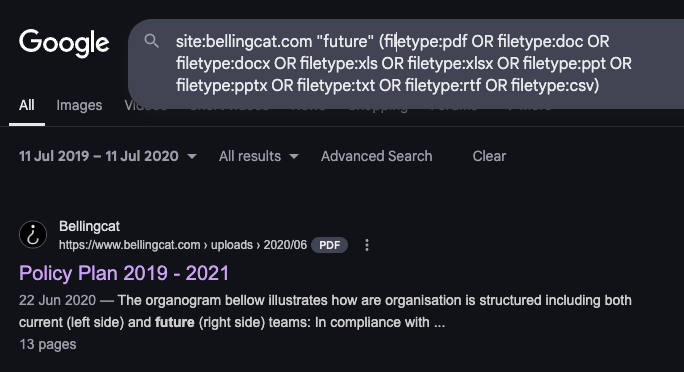 Google
site:bellingcat.com "future" (filetype:pdf OR filetype:doc OR
filetype:docx OR filetype:xls OR filetype:xlsx OR filetype:ppt OR
filetype:pptx OR filetype:txt OR filetype:rtf OR filetype:csv)
All Images
11 Jul 2019 – 11 Jul 2020 All results Advanced Search Clear
Bellingcat
https://www.bellingcat.com › uploads › 2020/06 PDF
Policy Plan 2019 - 2021
22 Jun 2020 — The organogram bellow illustrates how are organisation is structured including both
current (left side) and future (right side) teams: In compliance with ...
13 pages